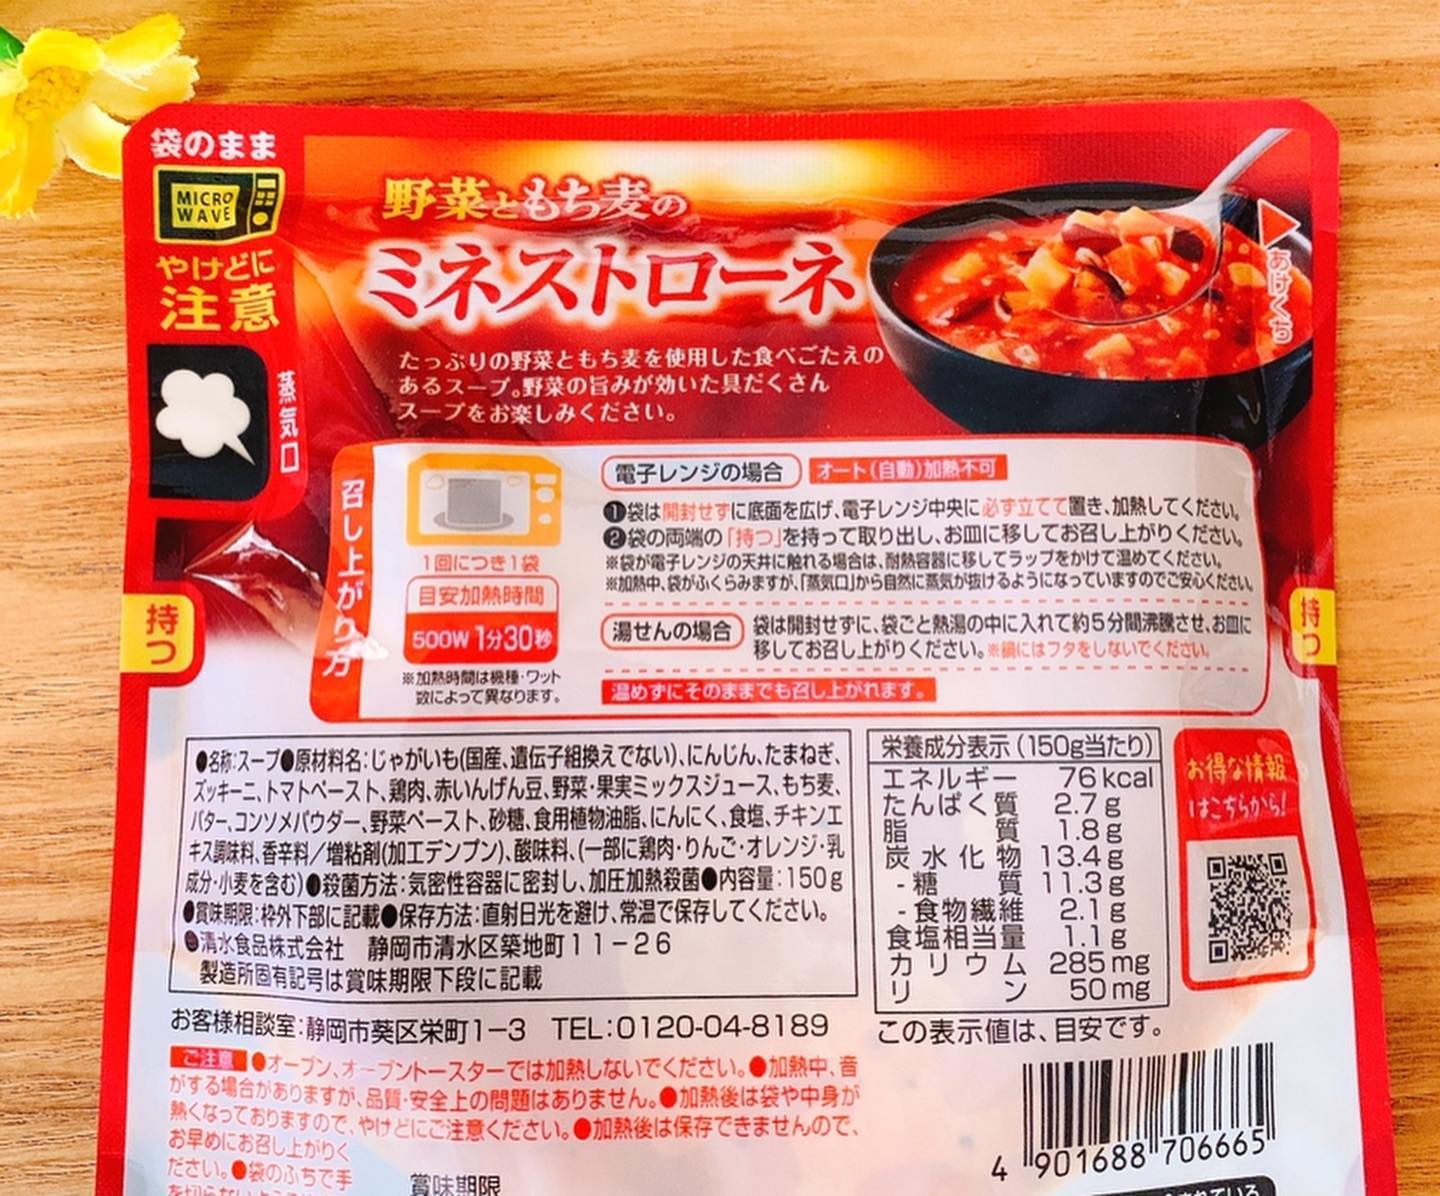 袋のまま
MICRO
WAVE
やけどに
注意
蒸気口
野菜ともち麦の
ミネストローネ
たっぷりの野菜ともち麦を使用した食べごたえの
あるスープ。野菜の旨みが効いた具だくさん
スープをお楽しみください。
あけくち
持つ
持つ
召し上がり方
1回につき1袋
目安加熱時間
500W 1分30秒
※加熱時間は機種・ワット
数によって異なります。
電子レンジの場合 オート(自動)加熱不可
❶袋は開封せずに底面を広げ、電子レンジ中央に必ず立てて置き、加熱してください。
❷袋の両端の「持つ」を持って取り出し、お皿に移してお召し上がりください。
※袋が電子レンジの天井に触れる場合は、耐熱容器に移してラップをかけて温めてください。
※加熱中、袋がふくらみますが、「蒸気口」から自然に蒸気が抜けるようになっていますのでご安心ください。
湯せんの場合 袋は開封せずに、袋ごと熱湯の中に入れて約5分間沸騰させ、お皿に
移してお召し上がりください。※鍋にはフタをしないでください。
温めずにそのままでも召し上がれます。
●名称:スープ●原材料名:じゃがいも(国産、遺伝子組換えでない)、にんじん、たまねぎ、
ズッキーニ、トマトペースト、鶏肉、赤いんげん豆、野菜・果実ミックスジュース、もち麦、
バター、コンソメパウダー、野菜ペースト、砂糖、食用植物油脂、にんにく、食塩、チキンエ
キス調味料、香辛料/増粘剤(加工デンプン)、酸味料、(一部に鶏肉・りんご・オレンジ・乳
成分・小麦を含む)●殺菌方法:気密性容器に密封し、加圧加熱殺菌●内容量:150g
●賞味期限:枠外下部に記載●保存方法:直射日光を避け、常温で保存してください。
●清水食品株式会社 静岡市清水区築地町11-26
製造所固有記号は賞味期限下段に記載
栄養成分表示(150g当たり)
エネルギー 76kcal
たんぱく質 2.7g
脂質 1.8g
炭水化物 13.4g
-糖質 11.3g
-食物繊維 2.1g
食塩相当量 1.1g
カリウム 285mg
リン 50mg
この表示値は、目安です。
お得な情報
はこちらから!
お客様相談室:静岡市葵区栄町1-3 TEL:0120-04-8189
ご注意 ●オーブン、オーブントースターでは加熱しないでください。●加熱中、音
がする場合がありますが、品質・安全上の問題はありません。●加熱後は袋や中身が
熱くなっておりますので、やけどにご注意ください。●加熱後は保存できませんので、
お早めにお召し上がりく
ださい。●袋のふちで手
を切らない
賞味期限
4 901688 706665